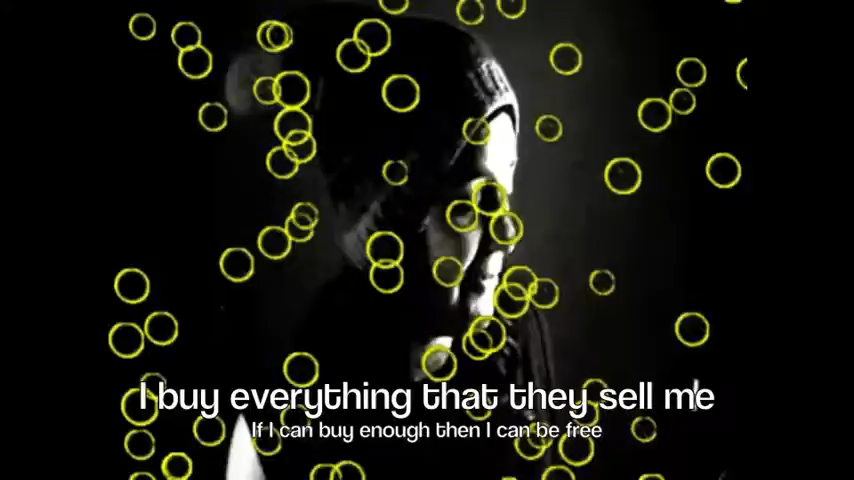 I buy everything that they sell me
If I can buy enough then I can be free